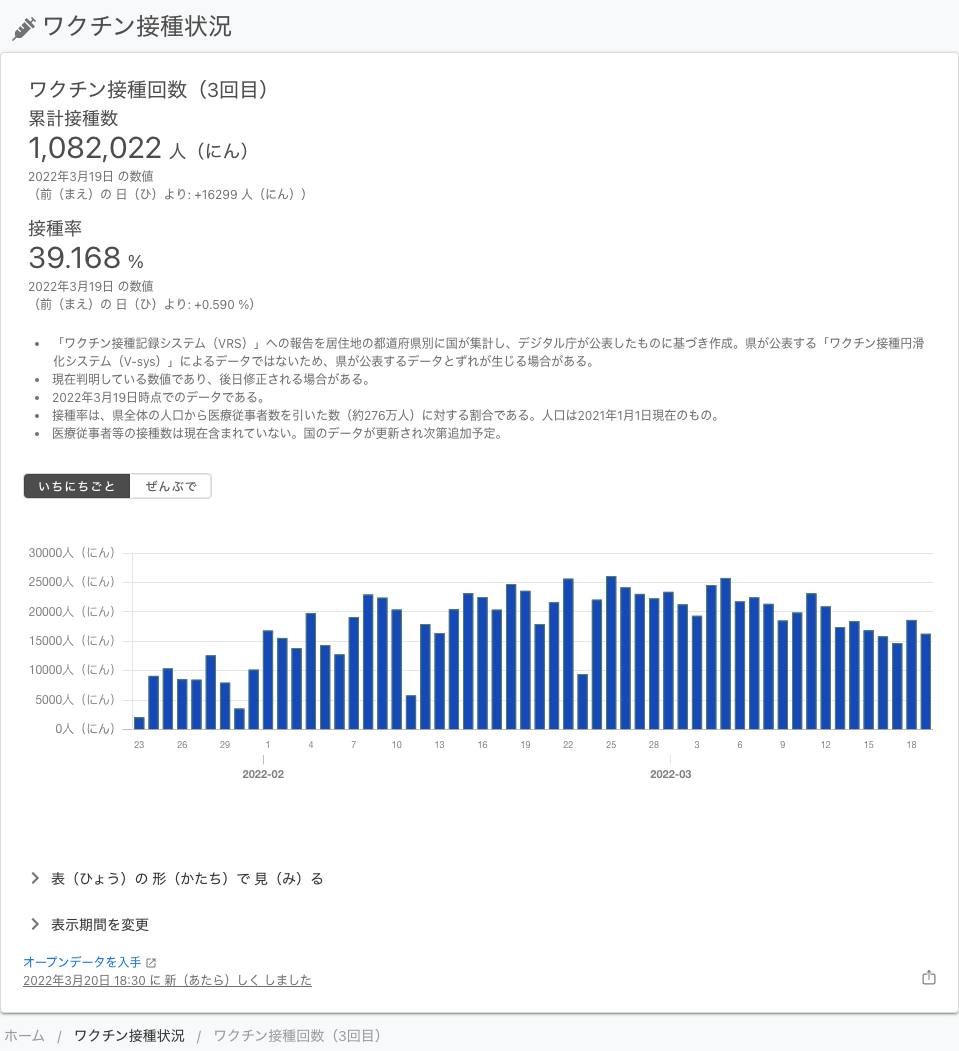 ワクチン接種状況
ワクチン接種回数（3回目）
累計接種数
1,082,022 人（にん）
2022年3月19日 の数値
（前（まえ）の 日（ひ）より: +16299 人（にん））
接種率
39.168 %
2022年3月19日 の数値
（前（まえ）の 日（ひ）より: +0.590 %）
「ワクチン接種記録システム（VRS）」への報告を居住地の都道府県別に国が集計し、デジタル庁が公表したものに基づき作成。県が公表する「ワクチン接種円滑
化システム（V-sys）」によるデータではないため、県が公表するデータとずれが生じる場合がある。
現在判明している数値であり、後日修正される場合がある。
2022年3月19日時点でのデータである。
接種率は、県全体の人口から医療従事者数を引いた数（約276万人）に対する割合である。人口は2021年1月1日現在のもの。
医療従事者等の接種数は現在含まれていない。国のデータが更新され次第追加予定。
いちにちごと ぜんぶで
30000人（にん）
25000人（にん）
20000人（にん）
15000人（にん）
10000人（にん）
5000人（にん）
0人（にん）
23 26 29 1 4 7 10 13 16 19 22 25 28 3 6 9 12 15 18
2022-02 2022-03
表（ひょう）の 形（かたち）で 見（み）る
表示期間を変更
オープンデータを入手
2022年3月20日 18:30 に 新（あたら）しく しました
ホーム / ワクチン接種状況 / ワクチン接種回数（3回目）